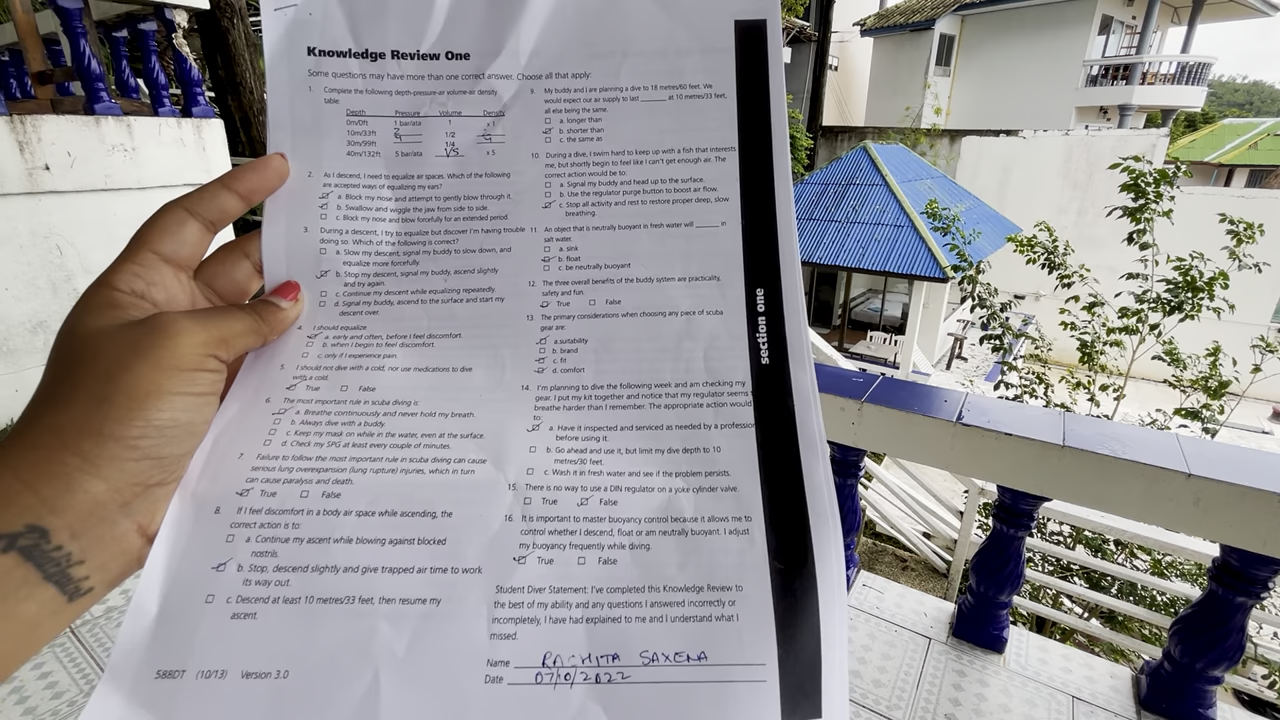 Knowledge Review One
Some questions may have more than one correct answer. Choose all that apply:
1. Complete the following depth-pressure-air volume-air density
table:
Depth Pressure Volume Density
0m/0ft 1 bar/ata 1 x 1
10m/33ft 1/2
30m/99ft 1/4
40m/132ft 5 bar/ata 1/5 x 5
2. As I descend, I need to equalize air spaces. Which of the following
are accepted ways of equalizing my ears?
a. Block my nose and attempt to gently blow through it.
b. Swallow and wiggle the jaw from side to side.
c. Block my nose and blow forcefully for an extended period.
3. During a descent, I try to equalize but discover I'm having trouble
doing so. Which of the following is correct?
a. Slow my descent, signal my buddy to slow down, and
equalize more forcefully.
b. Stop my descent, signal my buddy, ascend slightly
and try again.
c. Continue my descent while equalizing repeatedly.
d. Signal my buddy, ascend to the surface and start my
descent over.
4. I should equalize
a. early and often, before I feel discomfort.
b. when I begin to feel discomfort.
c. only if I experience pain.
5. I should not dive with a cold, nor use medications to dive
with a cold.
True False
6. The most important rule in scuba diving is:
a. Breathe continuously and never hold my breath.
b. Always dive with a buddy.
c. Keep my mask on while in the water, even at the surface.
d. Check my SPG at least every couple of minutes.
7. Failure to follow the most important rule in scuba diving can cause
serious lung overexpansion (lung rupture) injuries, which in turn
can cause paralysis and death.
True False
8. If I feel discomfort in a body air space while ascending, the
correct action is to:
a. Continue my ascent while blowing against blocked
nostrils.
b. Stop, descend slightly and give trapped air time to work
its way out.
c. Descend at least 10 metres/33 feet, then resume my
ascent.
588DT (10/13) Version 3.0
9. My buddy and I are planning a dive to 18 metres/60 feet. We
would expect our air supply to last ______ at 10 metres/33 feet,
all else being the same.
a. longer than
b. shorter than
c. the same as
10. During a dive, I swim hard to keep up with a fish that interests
me, but shortly begin to feel like I can't get enough air. The
correct action would be to:
a. Signal my buddy and head up to the surface.
b. Use the regulator purge button to boost air flow.
c. Stop all activity and rest to restore proper deep, slow
breathing.
11. An object that is neutrally buoyant in fresh water will ______ in
salt water.
a. sink
b. float
c. be neutrally buoyant
12. The three overall benefits of the buddy system are practicality,
safety and fun.
True False
13. The primary considerations when choosing any piece of scuba
gear are:
a. suitability
b. brand
c. fit
d. comfort
14. I'm planning to dive the following week and am checking my
gear. I put my kit together and notice that my regulator seems
breathe harder than I remember. The appropriate action would
to:
a. Have it inspected and serviced as needed by a profession
before using it.
b. Go ahead and use it, but limit my dive depth to 10
metres/30 feet.
c. Wash it in fresh water and see if the problem persists.
15. There is no way to use a DIN regulator on a yoke cylinder valve.
True False
16. It is important to master buoyancy control because it allows me to
control whether I descend, float or am neutrally buoyant. I adjust
my buoyancy frequently while diving.
True False
Student Diver Statement: I've completed this Knowledge Review to
the best of my ability and any questions I answered incorrectly or
incompletely, I have had explained to me and I understand what I
missed.
Name RACHITA SAXENA
Date 07/10/2022
section one